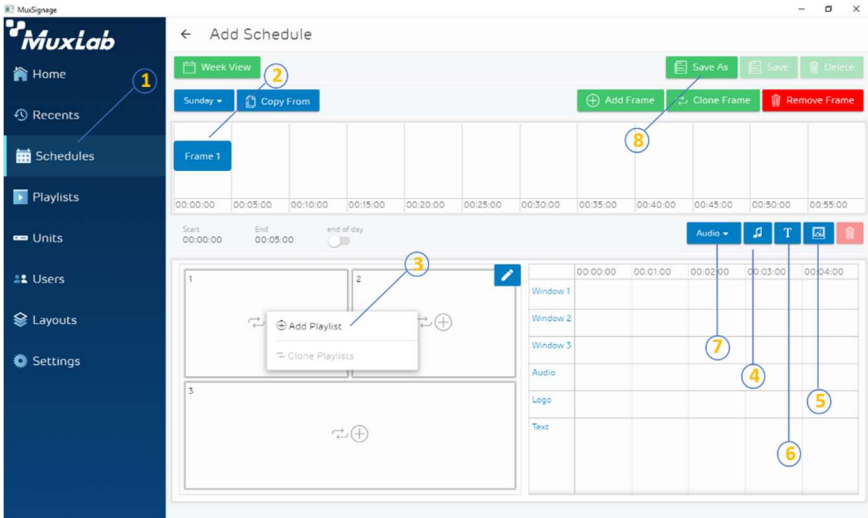 MuxSignage
MuxLab
Home
Recents
Schedules
Playlists
Units
Users
Layouts
Settings
1
← Add Schedule
Week View
2
Save As
Save
Delete
Sunday
Copy From
Add Frame
Clone Frame
Remove Frame
8
Frame 1
00:00:00 00:05:00 00:10:00 00:15:00 00:20:00 00:25:00 00:30:00 00:35:00 00:40:00 00:45:00 00:50:00 00:55:00
Start
00:00:00
End
00:05:00
end of day
Audio
T
3
1
2
Add Playlist
Clone Playlists
3
00:00:00 00:01:00 00:02:00 00:03:00 00:04:00
Window 1
Window 2
Window 3
Audio
Logo
Text
7
4
5
6